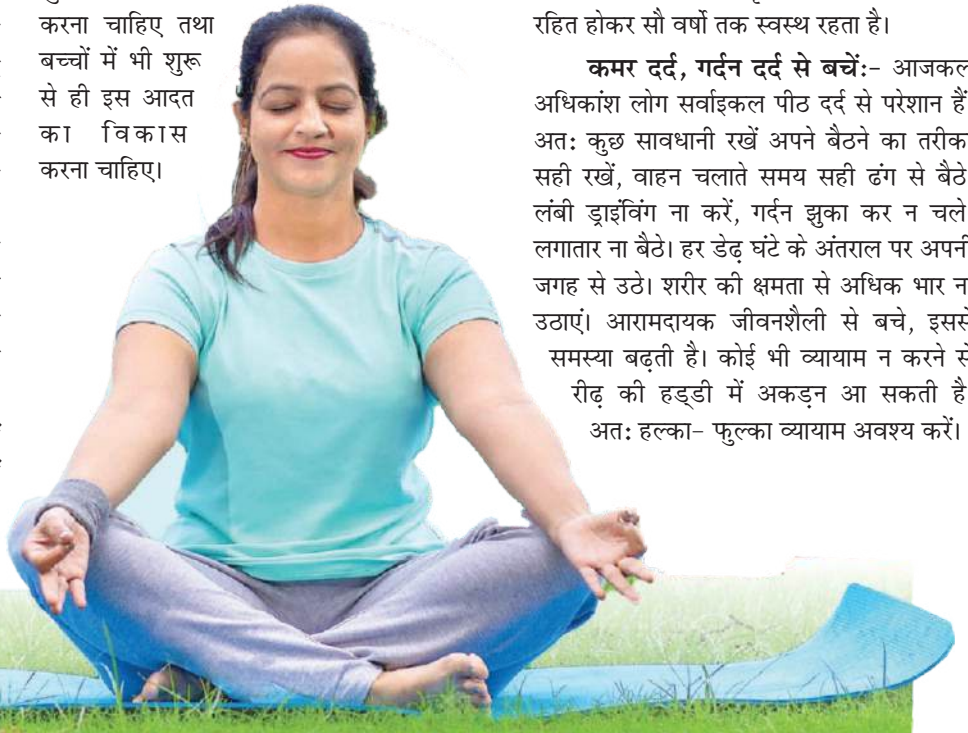 करना चाहिए तथा
बच्चों में भी शुरू
से ही इस आदत
का विकास
करना चाहिए।
रहित होकर सौ वर्षो तक स्वस्थ रहता है।
कमर दर्द, गर्दन दर्द से बचें:- आजकल
अधिकांश लोग सर्वाइकल पीठ दर्द से परेशान हैं
अत: कुछ सावधानी रखें अपने बैठने का तरीक
सही रखें, वाहन चलाते समय सही ढंग से बैठे
लंबी ड्राइंविंग ना करें, गर्दन झुका कर न चले
लगातार ना बैठे। हर डेढ़ घंटे के अंतराल पर अपनी
जगह से उठे। शरीर की क्षमता से अधिक भार न
उठाएं। आरामदायक जीवनशैली से बचे, इससे
समस्या बढ़ती है। कोई भी व्यायाम न करने से
रीढ़ की हड्डी में अकड़न आ सकती है
अत: हल्का- फुल्का व्यायाम अवश्य करें।